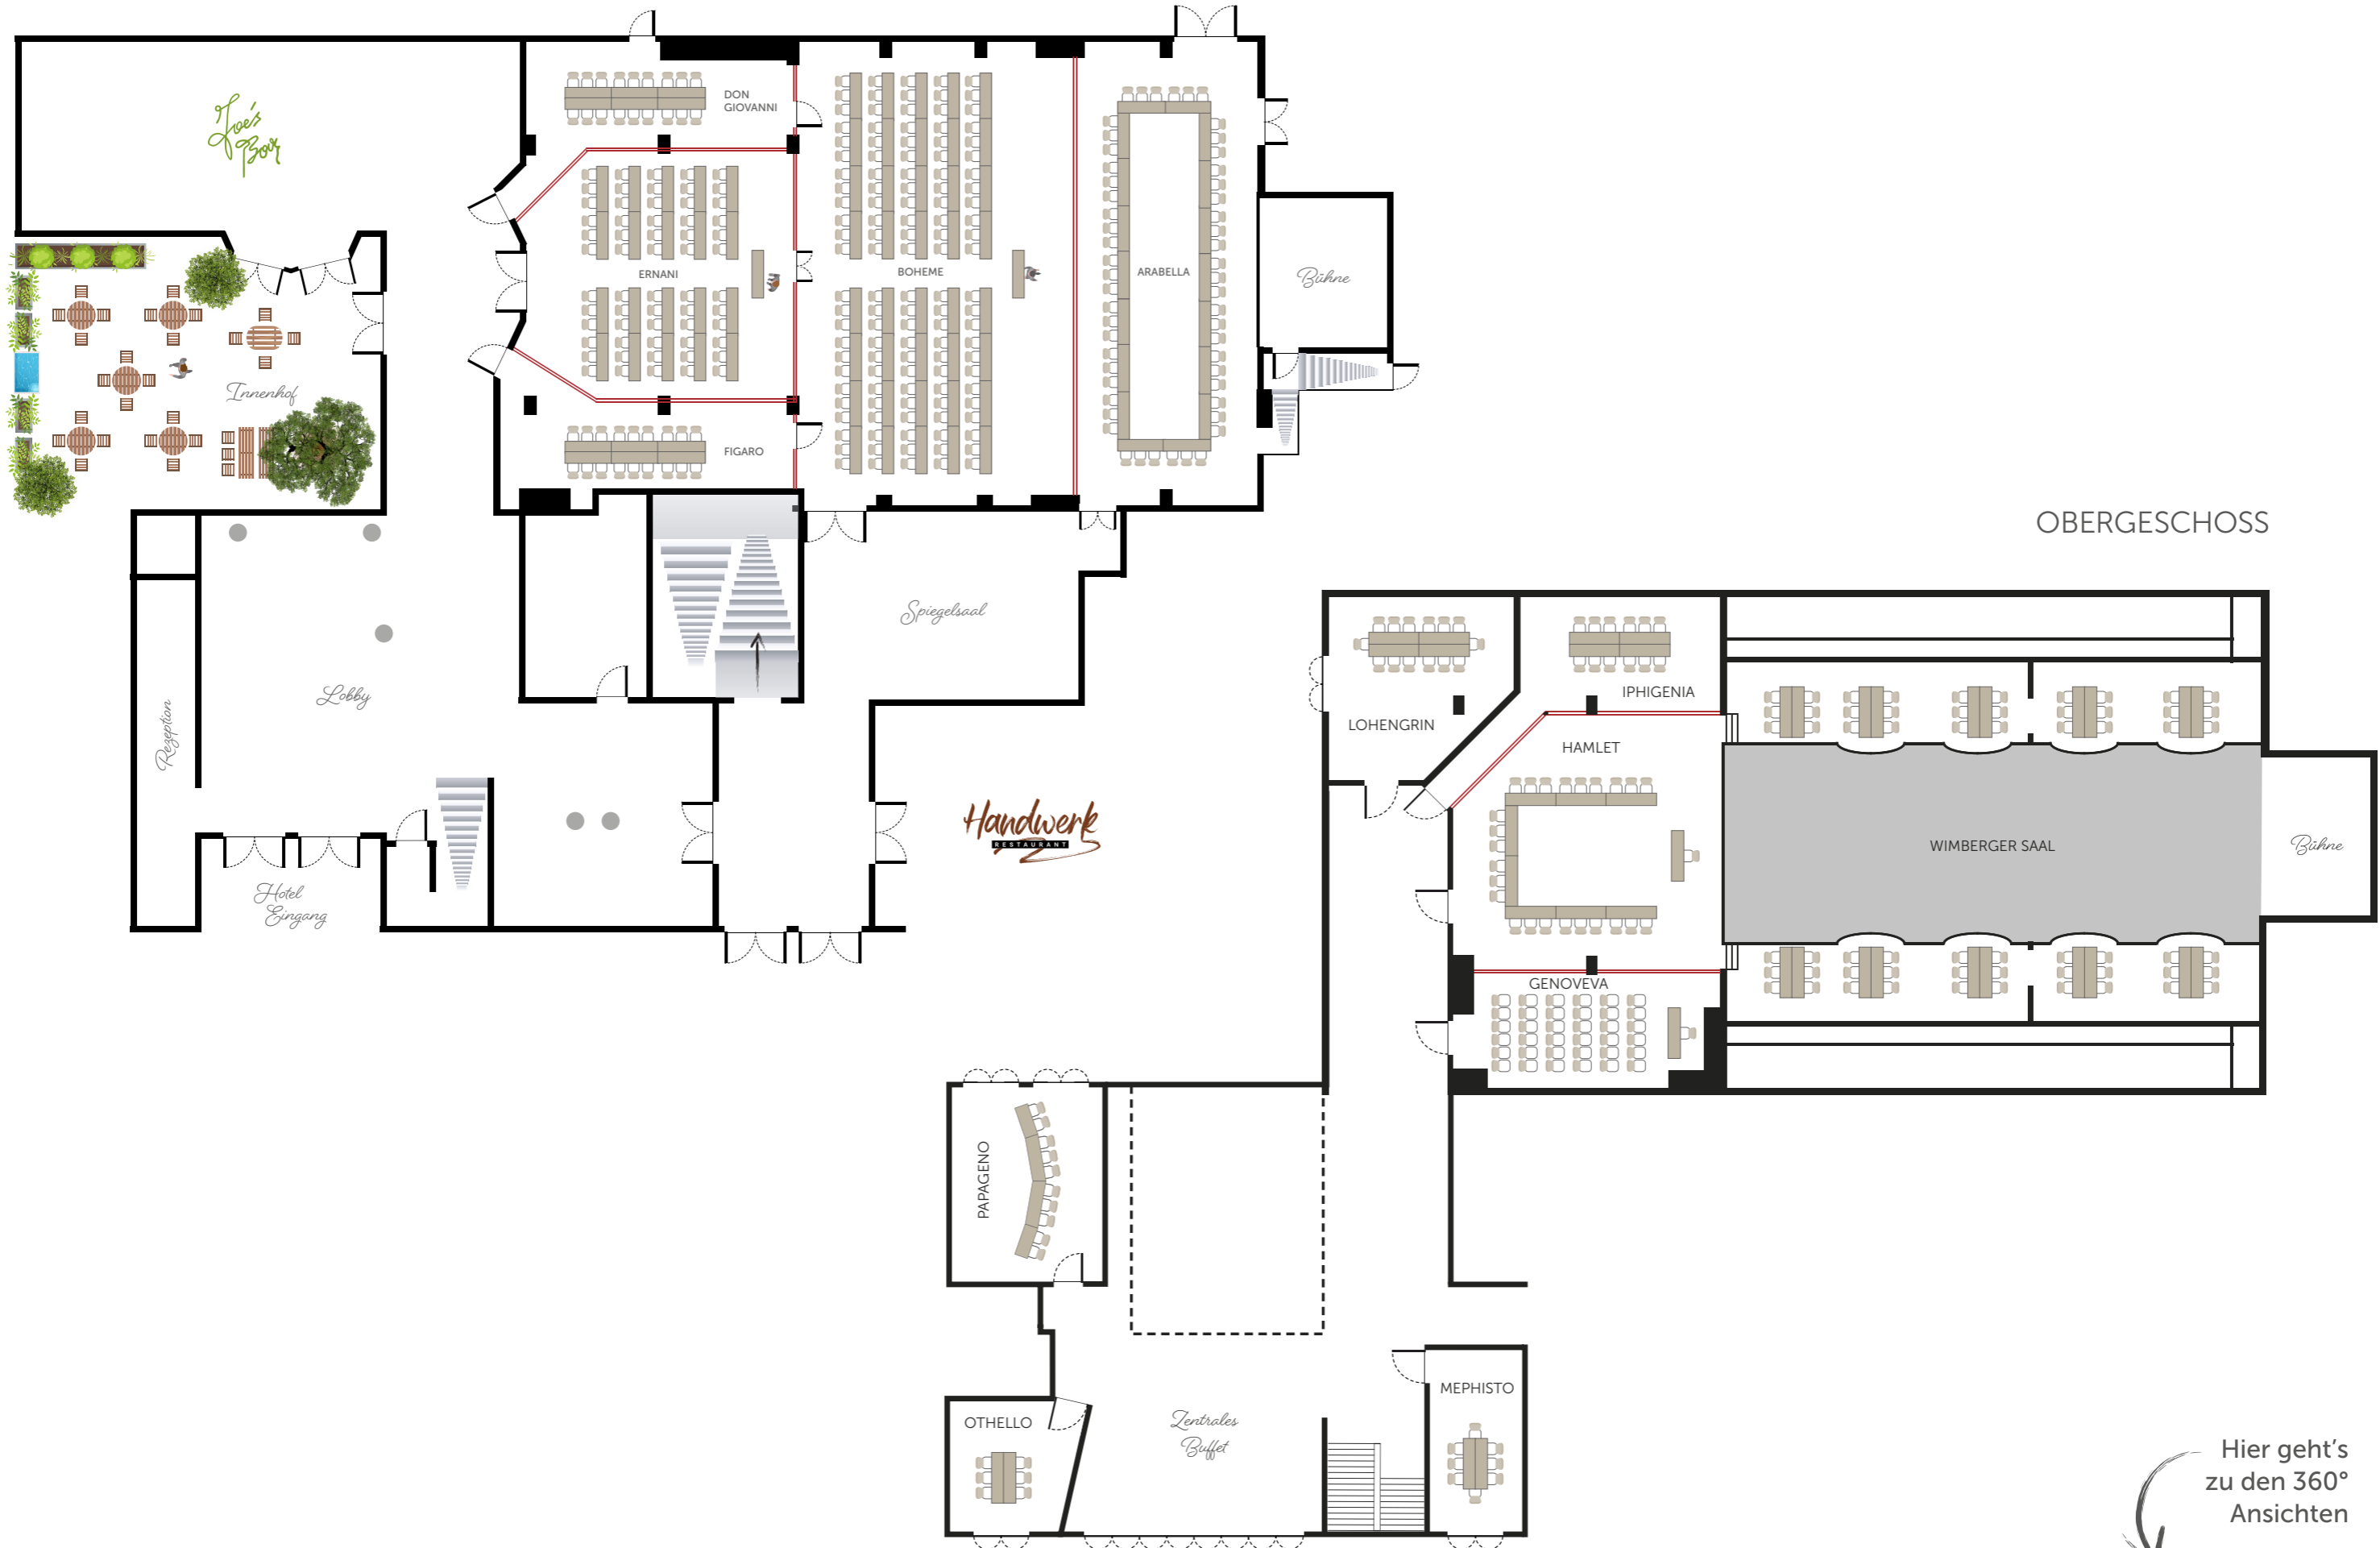 Joe's
Bar
DON
GIOVANNI
ERNANI
BOHEME
ARABELLA
Bühne
Innenhof
FIGARO
OBERGESCHOSS
Spiegelsaal
Lobby
Rezeption
Handwerk
RESTAURANT
Hotel
Eingang
LOHENGRIN
IPHIGENIA
HAMLET
WIMBERGER SAAL
Bühne
GENOVEVA
PAPAGENO
OTHELLO
Zentrales
Buffet
MEPHISTO
Hier geht's
zu den 360°
Ansichten